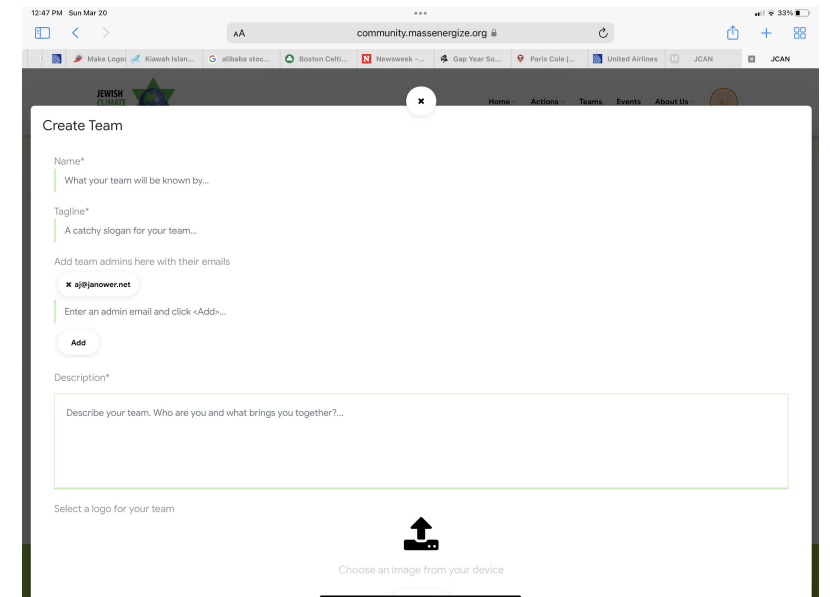 12:47 PM Sun Mar 20
33%
AA
community.massenergize.org
Make Logos
Kiawah Islan...
G alibaba stoc...
Boston Celti...
N Newsweek -...
Gap Year So...
Paris Cole |...
United Airlines
JCAN
JCAN
JEWISH
CLIMATE
Home
Actions
Teams
Events
About Us
Create Team
Name*
What your team will be known by...
Tagline*
A catchy slogan for your team...
Add team admins here with their emails
aj@janower.net
Enter an admin email and click <Add>...
Add
Description*
Describe your team. Who are you and what brings you together?...
Select a logo for your team
Choose an image from your device